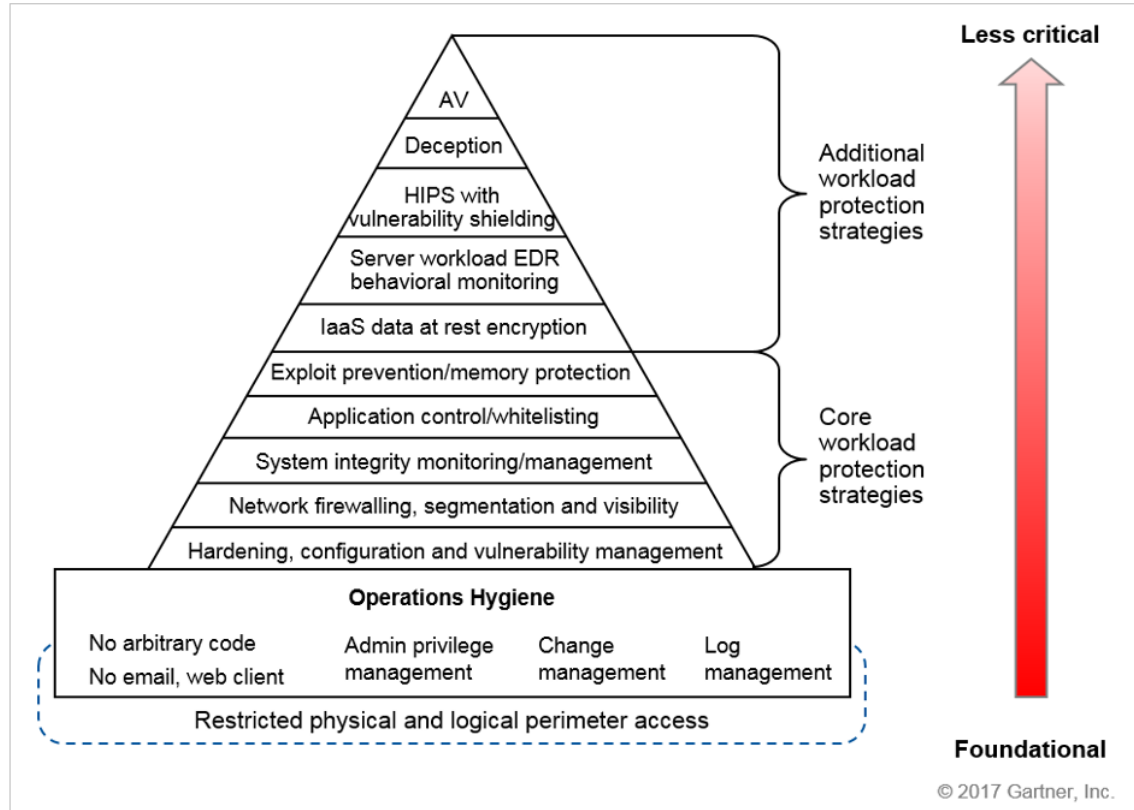 Less critical
AV
Deception
HIPS with
vulnerability shielding
Server workload EDR
behavioral monitoring
IaaS data at rest encryption
Additional
workload
protection
strategies
Exploit prevention/memory protection
Application control/whitelisting
System integrity monitoring/management
Network firewalling, segmentation and visibility
Hardening, configuration and vulnerability management
Core
workload
protection
strategies
Operations Hygiene
No arbitrary code
No email, web client
Admin privilege
management
Change
management
Log
management
Restricted physical and logical perimeter access
Foundational
© 2017 Gartner, Inc.